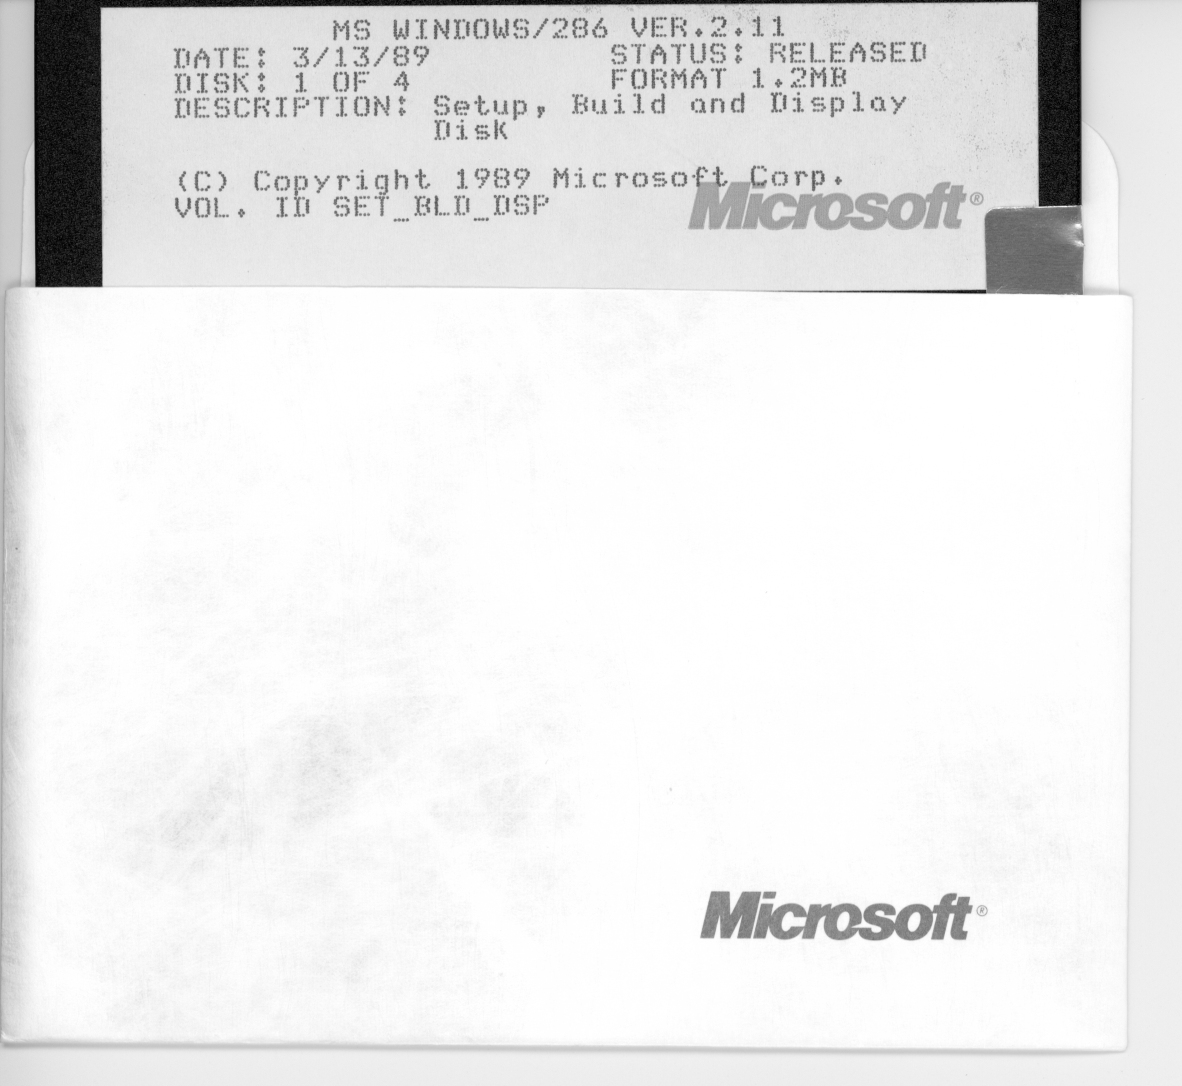 MS WINDOWS/286 VER.2.11
DATE: 3/13/89 STATUS: RELEASED
DISK: 1 OF 4 FORMAT 1.2MB
DESCRIPTION: Setup, Build and Display
Disk
(C) Copyright 1989 Microsoft Corp.
VOL. ID SET_BLD_DSP
Microsoft®
Microsoft®